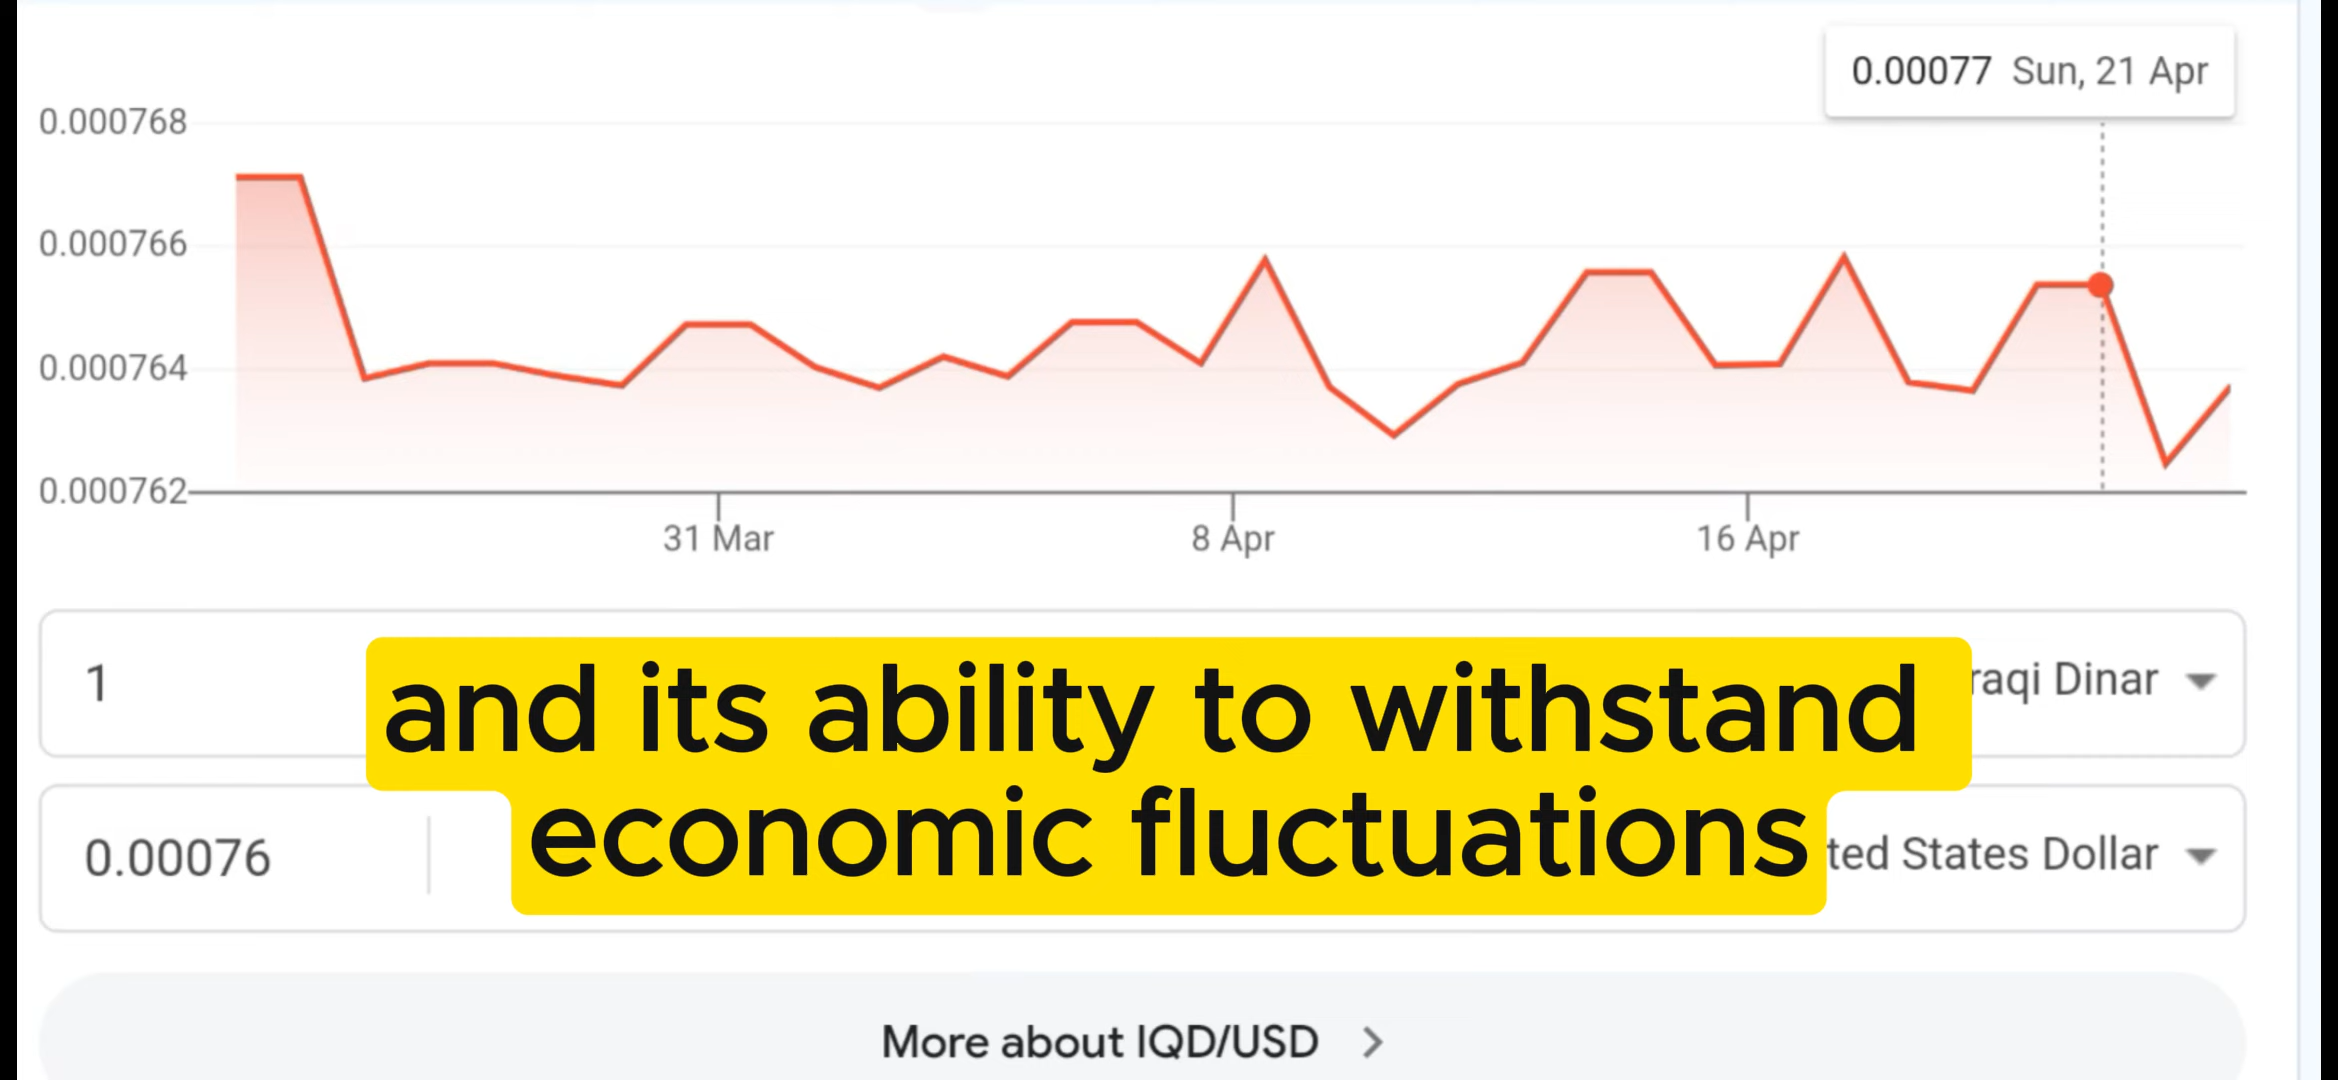 0.00077 Sun, 21 Apr
0.000768
0.000766
0.000764
0.000762
31 Mar 8 Apr 16 Apr
1 raqi Dinar
and its ability to withstand
economic fluctuations
0.00076 ted States Dollar
More about IQD/USD